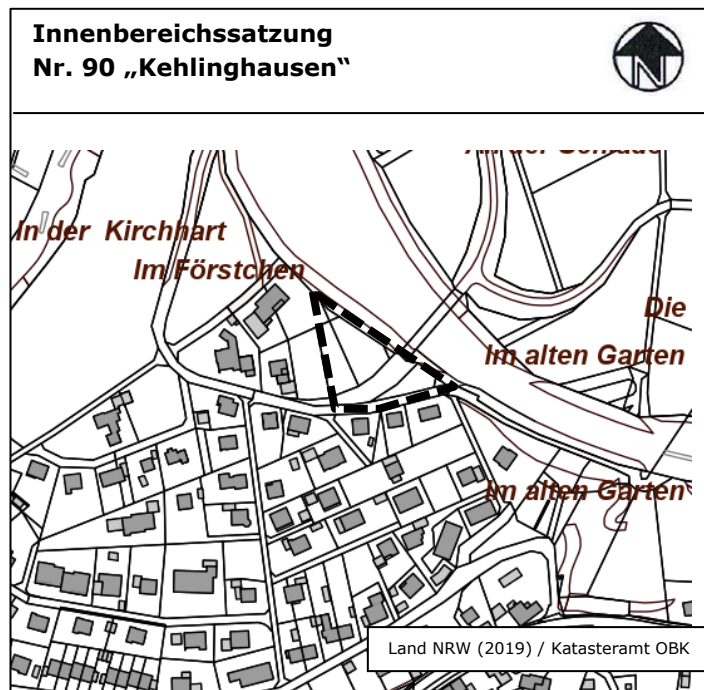 Innenbereichssatzung
Nr. 90 „Kehlinghausen“
N
In der Kirchhart
Im Förstchen
Die
Im alten Garten
Im alten Garten
Land NRW (2019) / Katasteramt OBK